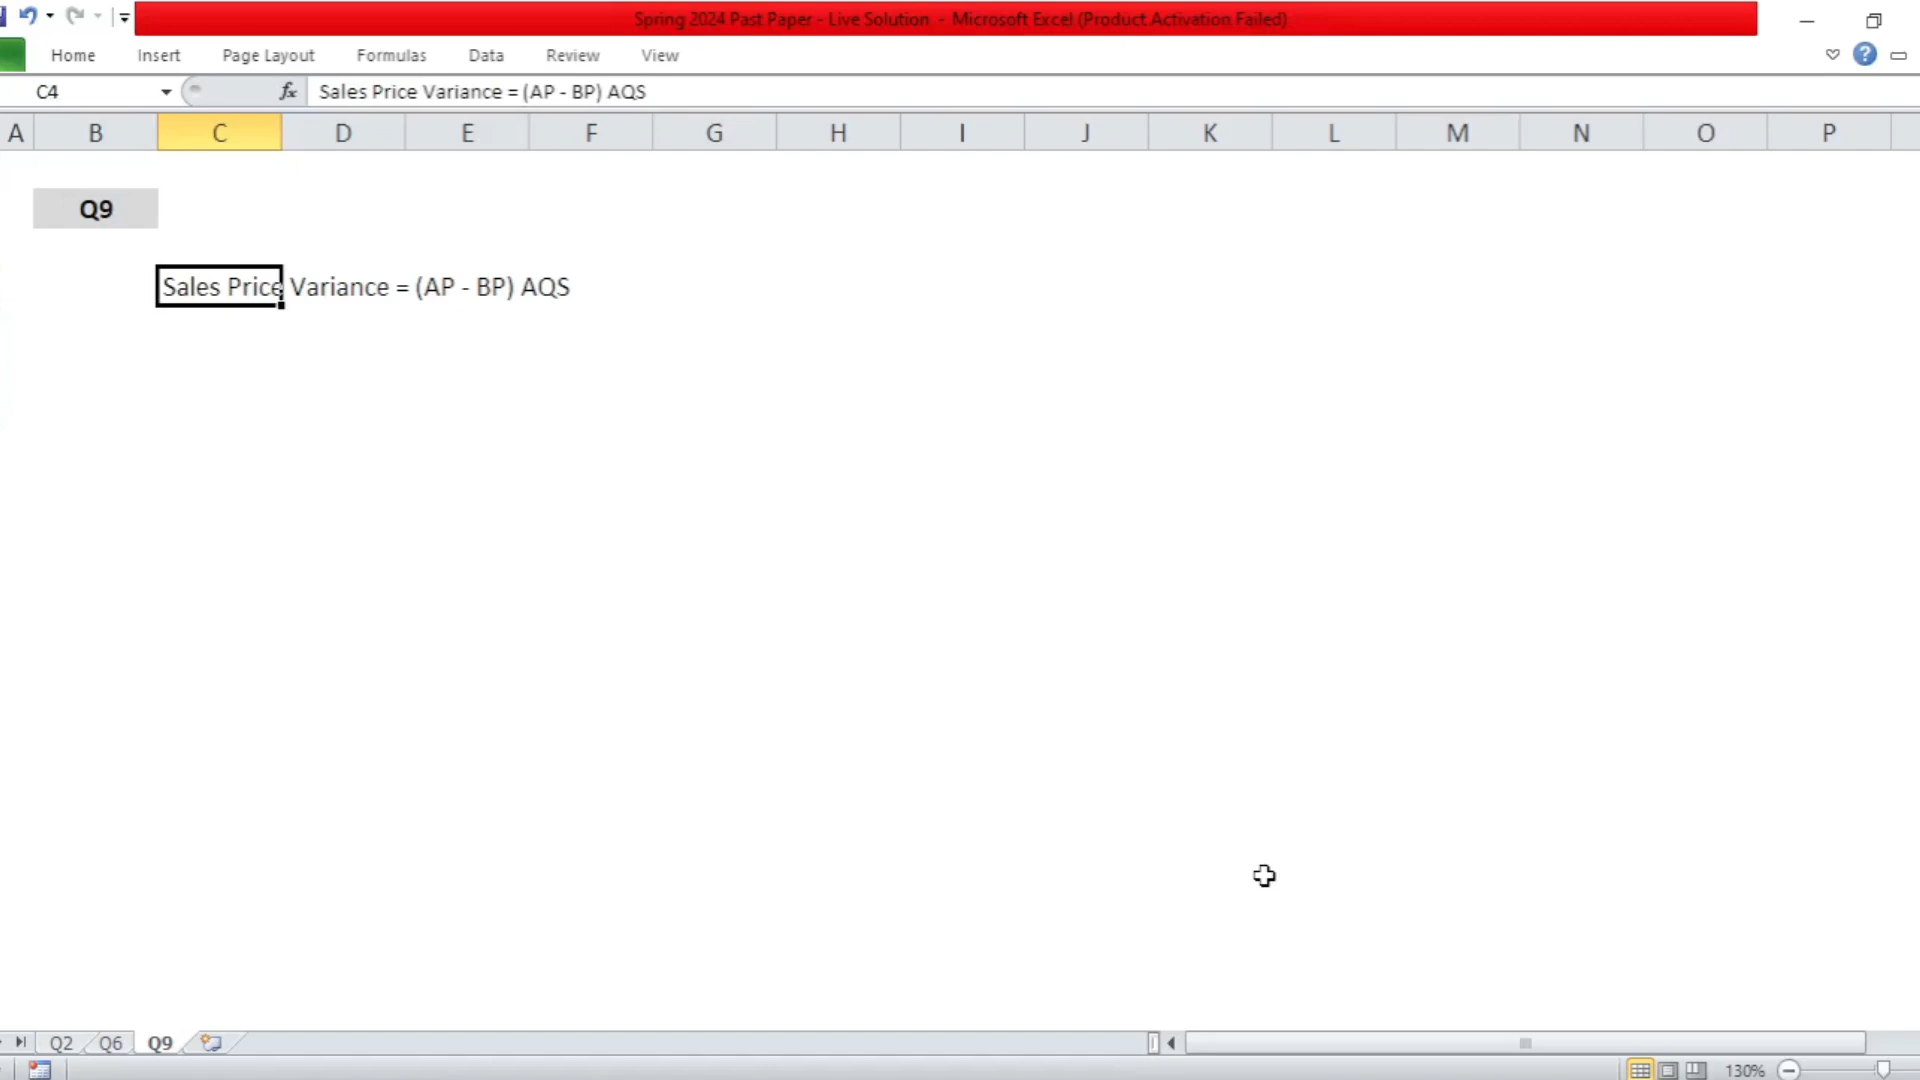 Spring 2024 Past Paper - Live Solution - Microsoft Excel (Product Activation Failed)
Home Insert Page Layout Formulas Data Review View
C4 fx Sales Price Variance = (AP - BP) AQS
A B C D E F G H I J K L M N O P
Q9
Sales Price Variance = (AP - BP) AQS
Q2 Q6 Q9
130%